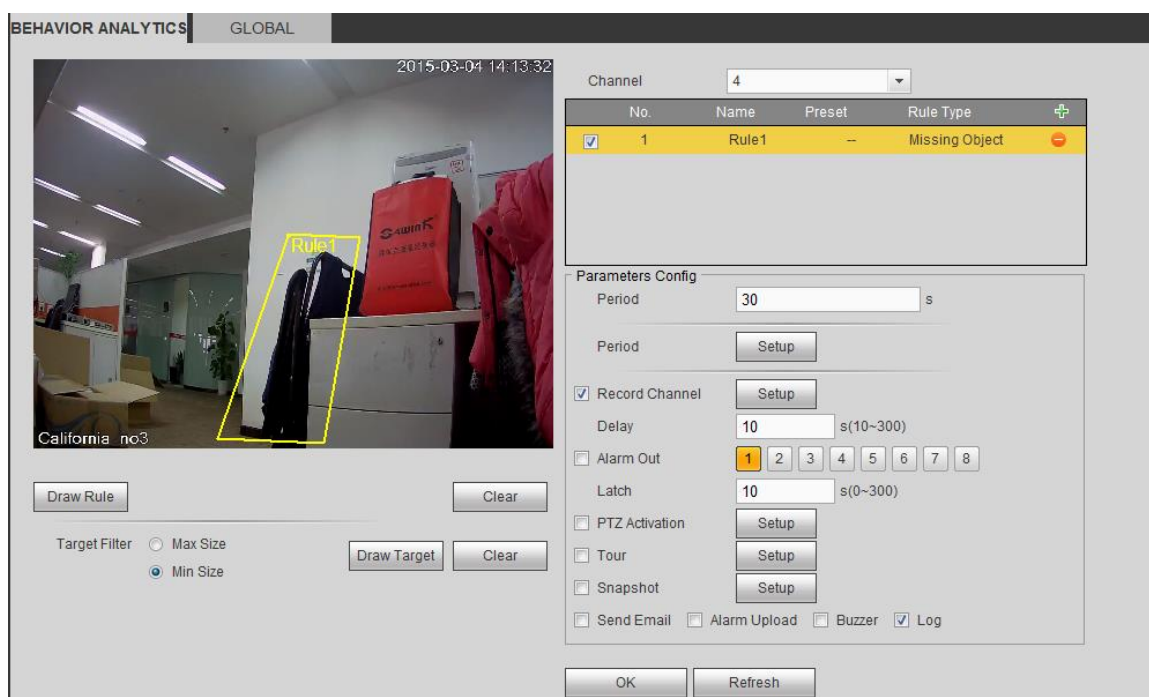 BEHAVIOR ANALYTICS GLOBAL
2015-03-04 14:13:32
Rule1
California no3
Draw Rule Clear
Target Filter Max Size
Min Size
Draw Target Clear
Channel 4
No. Name Preset Rule Type
1 Rule1 -- Missing Object
Parameters Config
Period 30 s
Period Setup
Record Channel Setup
Delay 10 s(10~300)
Alarm Out 1 2 3 4 5 6 7 8
Latch 10 s(0~300)
PTZ Activation Setup
Tour Setup
Snapshot Setup
Send Email Alarm Upload Buzzer Log
OK Refresh